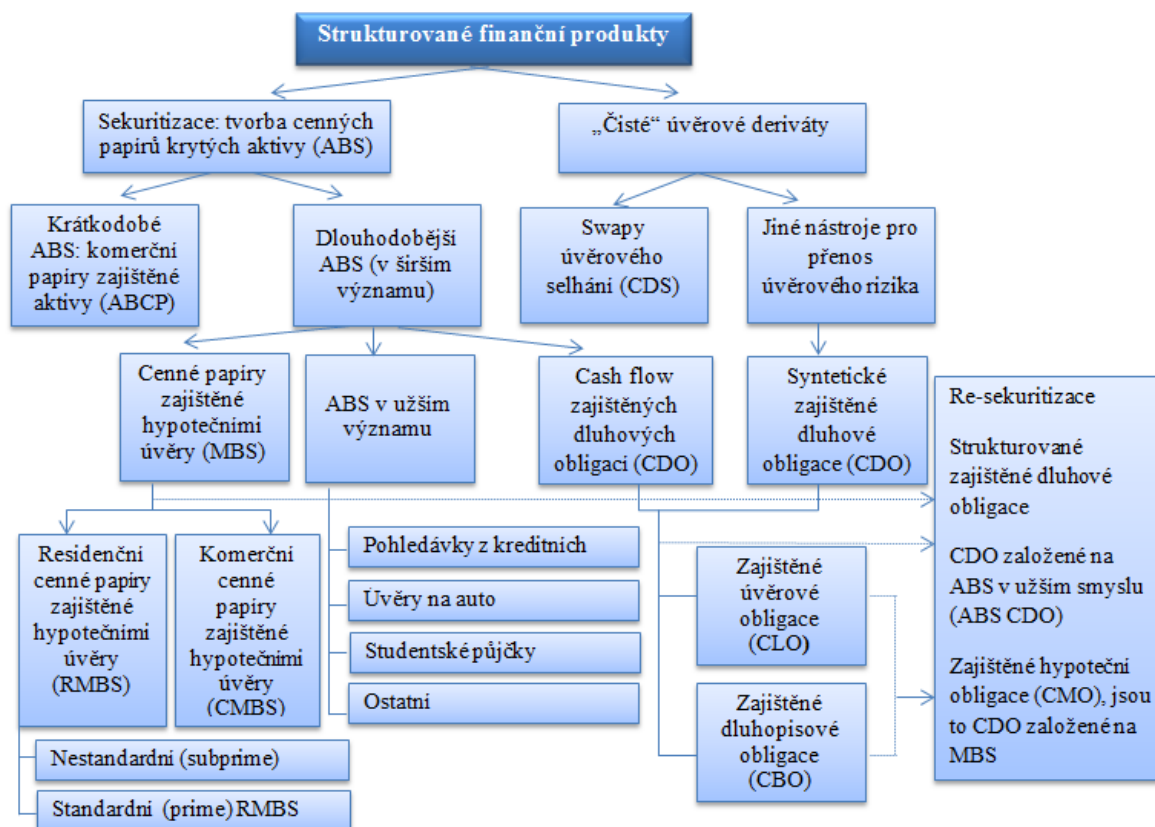 Strukturované finanční produkty
Sekuritizace: tvorba cenných
papírů krytých aktivy (ABS)
„Čisté“ úvěrové deriváty
Krátkodobé
ABS: komerční
papíry zajištěné
aktivy (ABCP)
Dlouhodobější
ABS (v širším
významu)
Swapy
úvěrového
selhání (CDS)
Jiné nástroje pro
přenos
úvěrového rizika
Cenné papíry
zajištěné
hypotečními
úvěry (MBS)
ABS v užším
významu
Cash flow
zajištěných
dluhových
obligací (CDO)
Syntetické
zajištěné
dluhové
obligace (CDO)
Re-sekuritizace
Strukturované
zajištěné dluhové
obligace
CDO založené na
ABS v užším smyslu
(ABS CDO)
Zajištěné hypoteční
obligace (CMO), jsou
to CDO založené na
MBS
Residenční
cenné papíry
zajištěné
hypotečními
úvěry
(RMBS)
Komerční
cenné
papíry
zajištěné
hypotečními
úvěry
(CMBS)
Pohledávky z kreditních
Úvěry na auto
Studentské půjčky
Ostatní
Zajištěné
úvěrové
obligace
(CLO)
Zajištěné
dluhopisové
obligace
(CBO)
Nestandardní (subprime)
Standardní (prime) RMBS